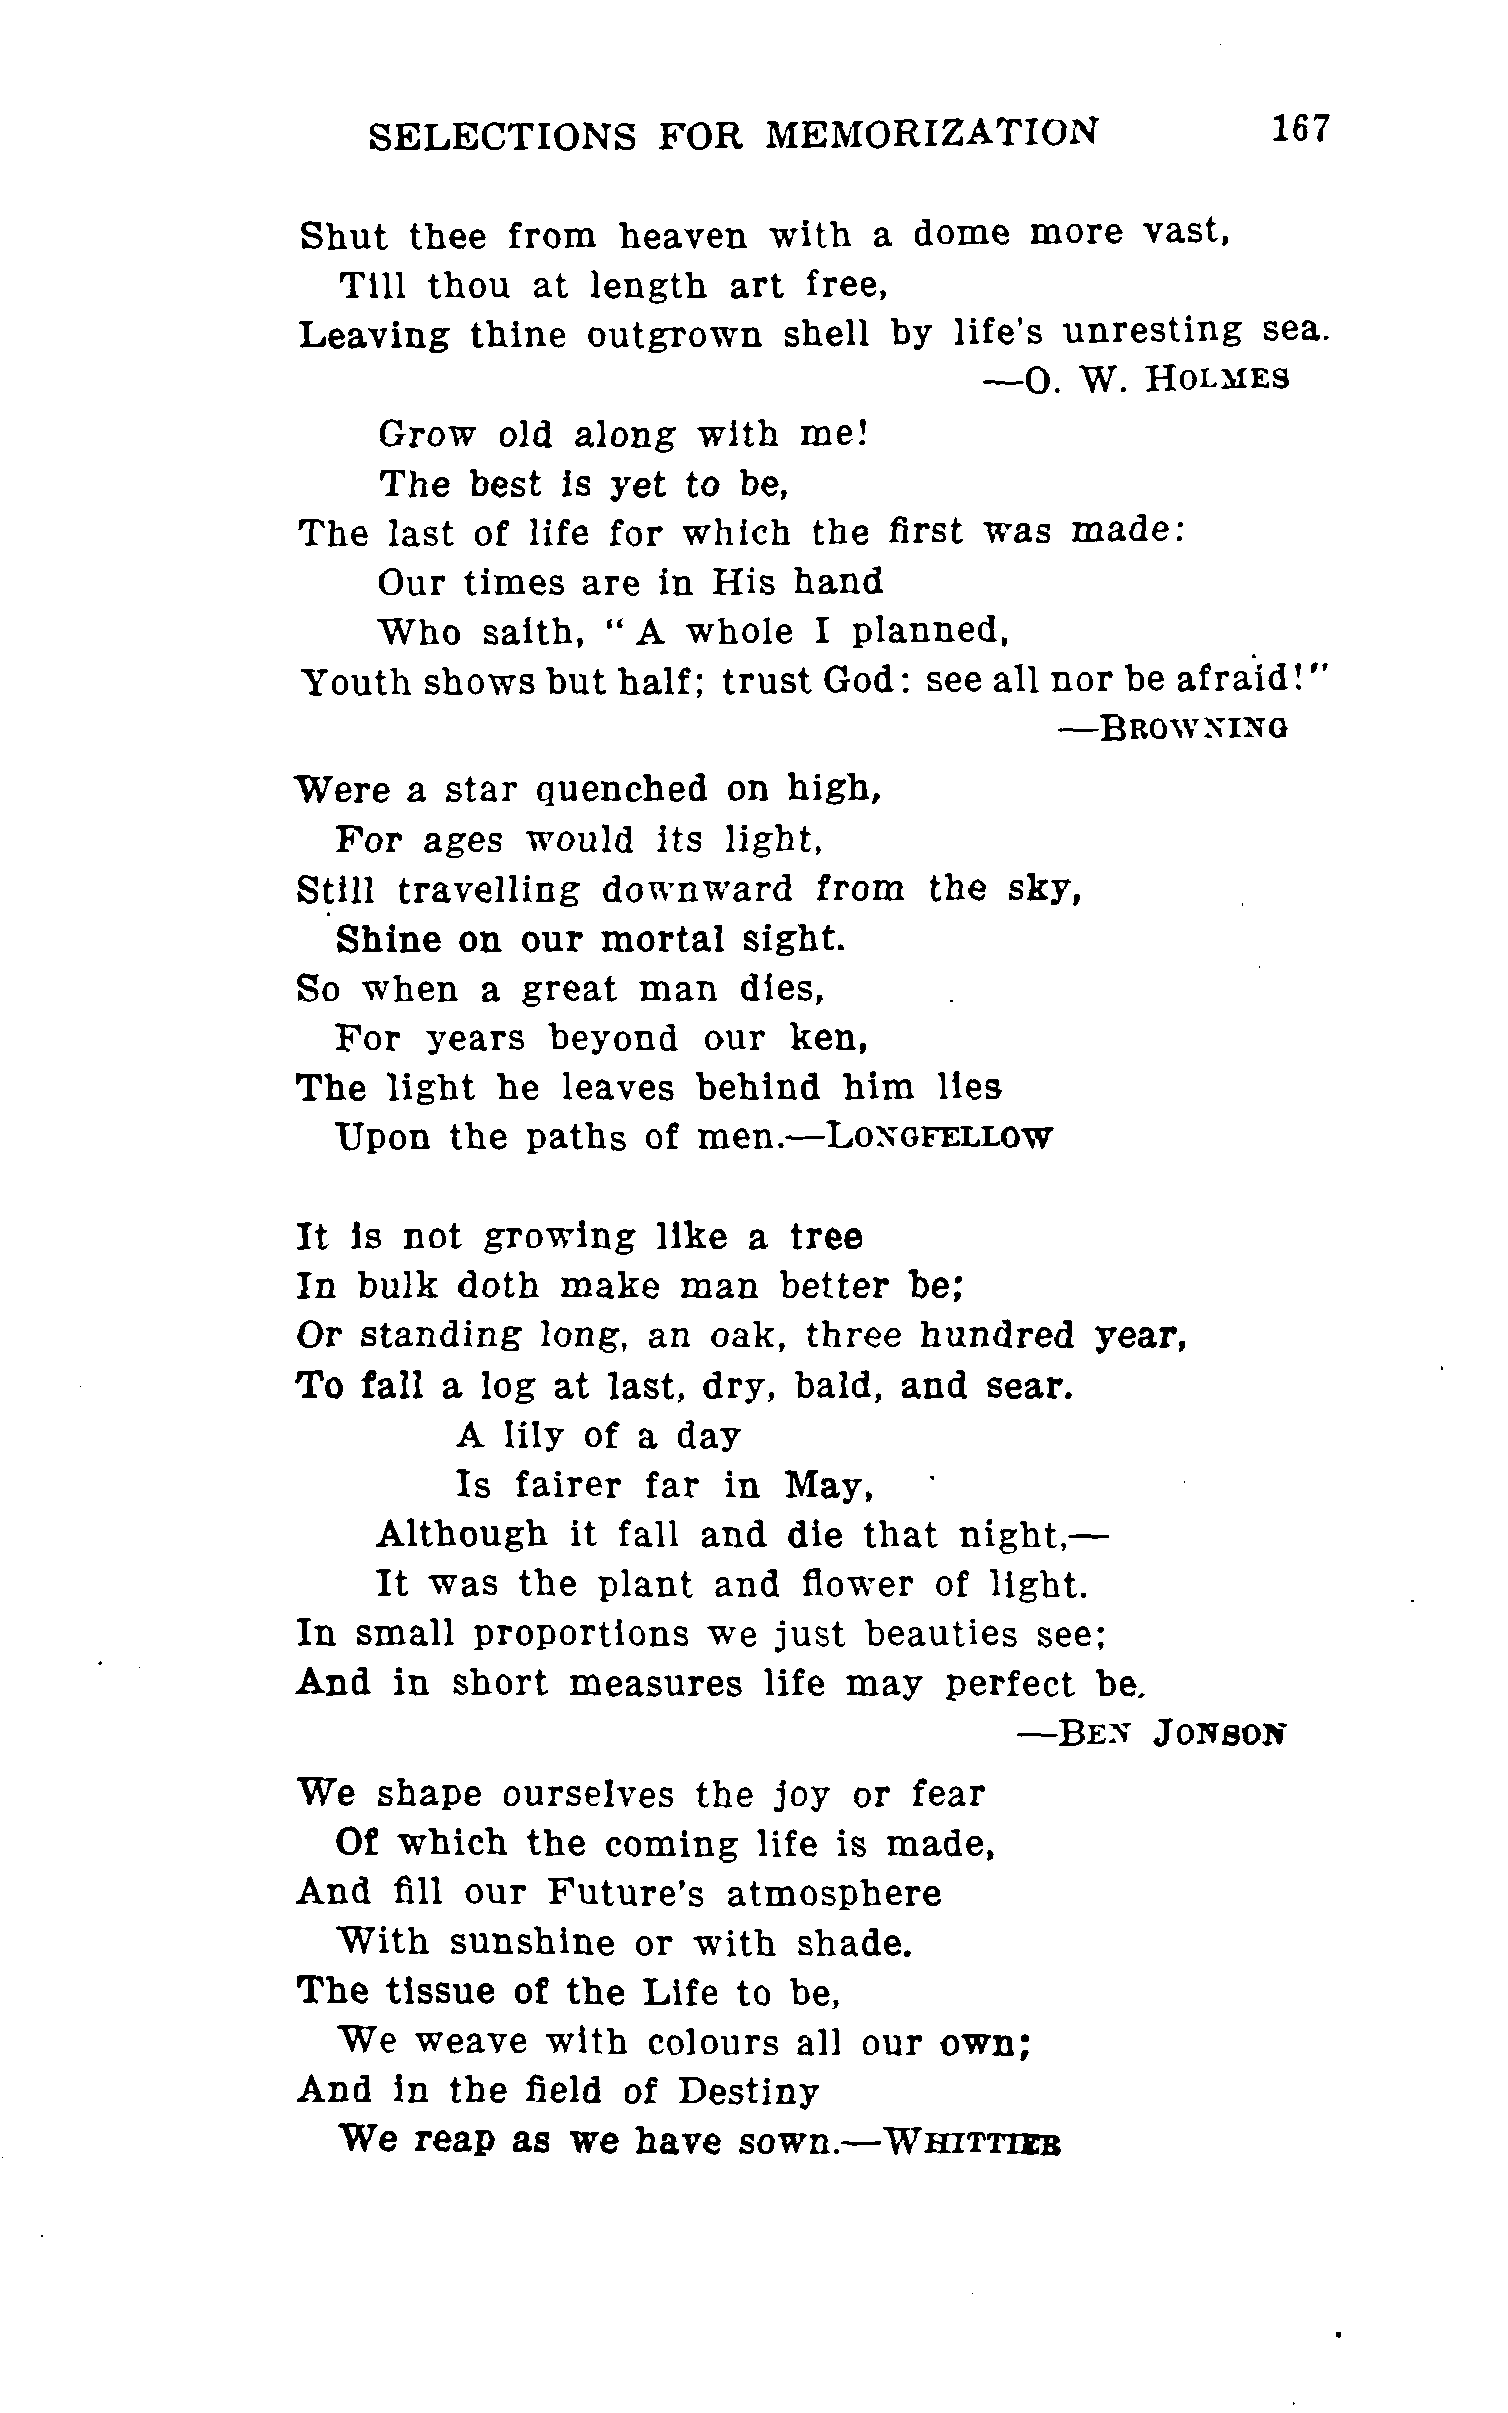 SELECTIONS FOR MEMORIZATION 167
Shut thee from heaven with a dome more vast,
Till thou at length art free,
Leaving thine outgrown shell by life's unresting sea.
—O. W. HOLMES
Grow old along with me!
The best is yet to be,
The last of life for which the first was made:
Our times are in His hand
Who saith, “ A whole I planned,
Youth shows but half; trust God: see all nor be afraid!”
—BROWNING
Were a star quenched on high,
For ages would its light,
Still travelling downward from the sky,
Shine on our mortal sight.
So when a great man dies,
For years beyond our ken,
The light he leaves behind him lies
Upon the paths of men.—LONGFELLOW
It is not growing like a tree
In bulk doth make man better be;
Or standing long, an oak, three hundred year,
To fall a log at last, dry, bald, and sear.
A lily of a day
Is fairer far in May,
Although it fall and die that night,—
It was the plant and flower of light.
In small proportions we just beauties see;
And in short measures life may perfect be.
—BEN JONSON
We shape ourselves the joy or fear
Of which the coming life is made,
And fill our Future's atmosphere
With sunshine or with shade.
The tissue of the Life to be,
We weave with colours all our own;
And in the field of Destiny
We reap as we have sown.—WHITTIER